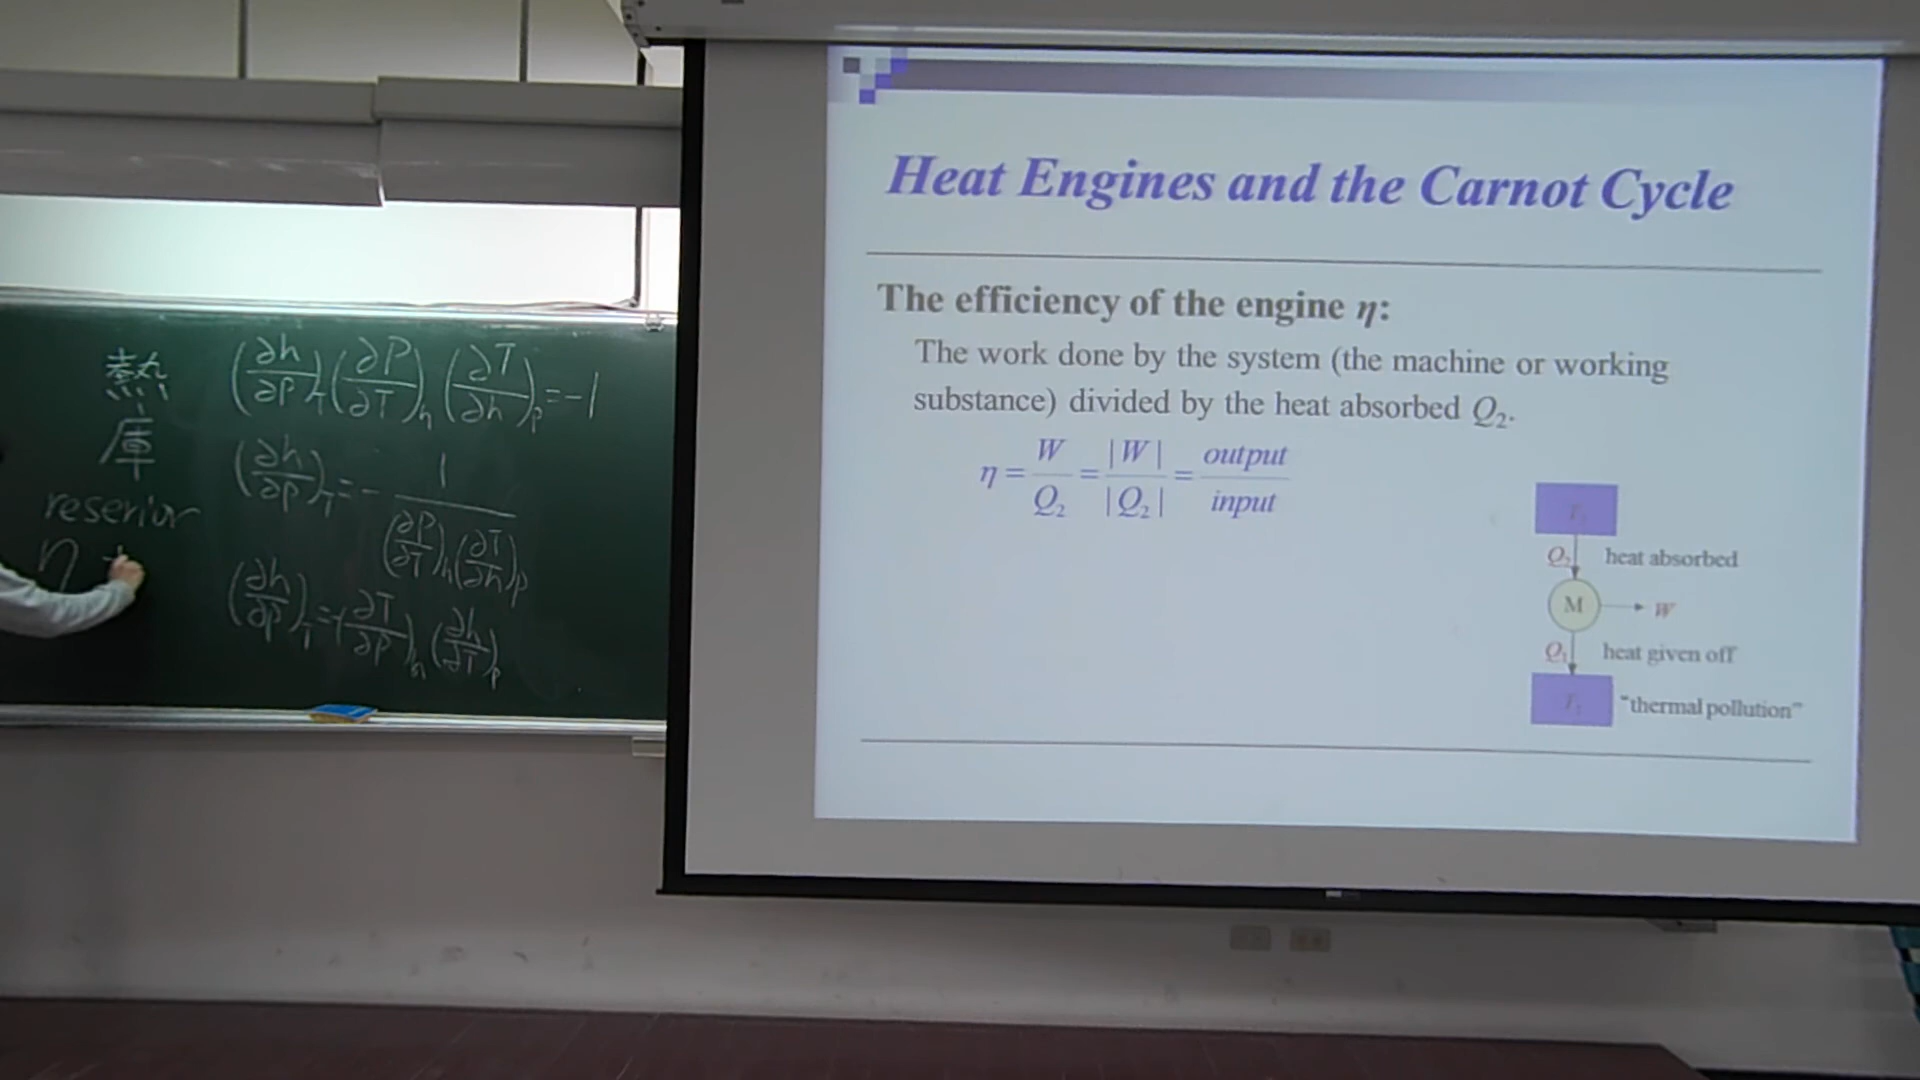 熱
庫
reserior
η
(∂h/∂P)_T (∂P/∂T)_h (∂T/∂h)_P = -1
(∂h/∂P)_T = - 1/((∂P/∂T)_h (∂T/∂h)_P)
(∂h/∂P)_T = -(∂T/∂P)_h (∂h/∂T)_P
Heat Engines and the Carnot Cycle
The efficiency of the engine η:
The work done by the system (the machine or working
substance) divided by the heat absorbed Q₂.
η = W/Q₂ = |W|/|Q₂| = output/input
Q₂ heat absorbed
M W
Q₁ heat given off
"thermal pollution"